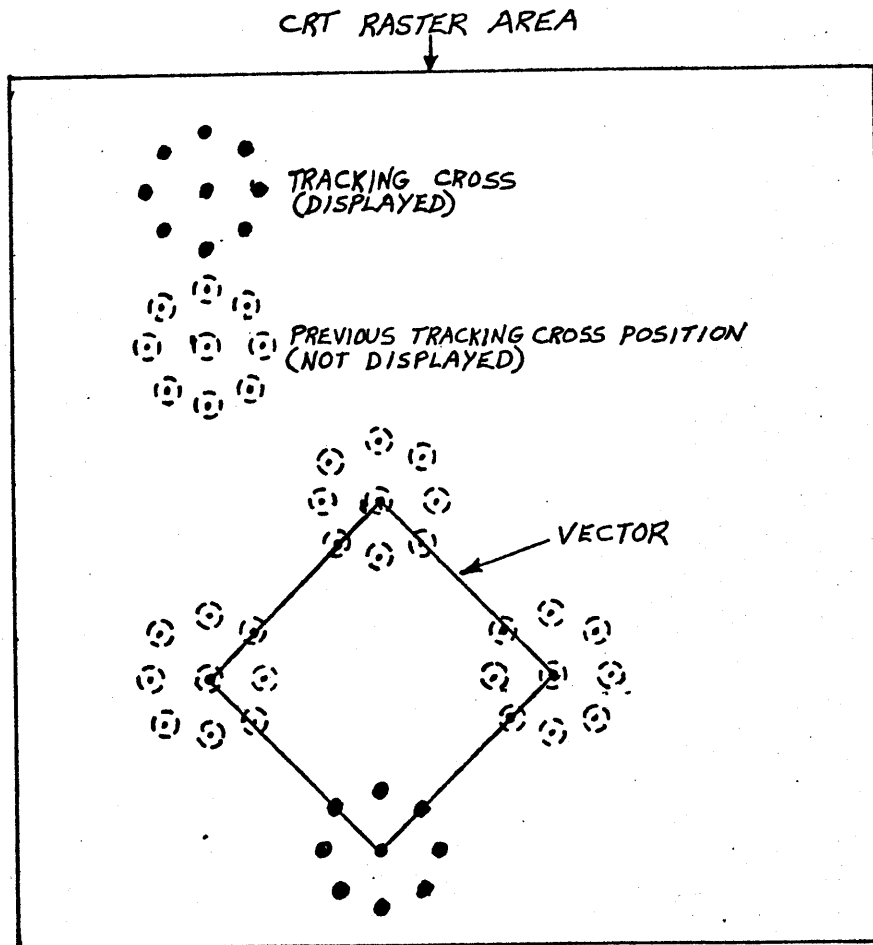 CRT RASTER AREA
TRACKING CROSS
(DISPLAYED)
PREVIOUS TRACKING CROSS POSITION
(NOT DISPLAYED)
VECTOR